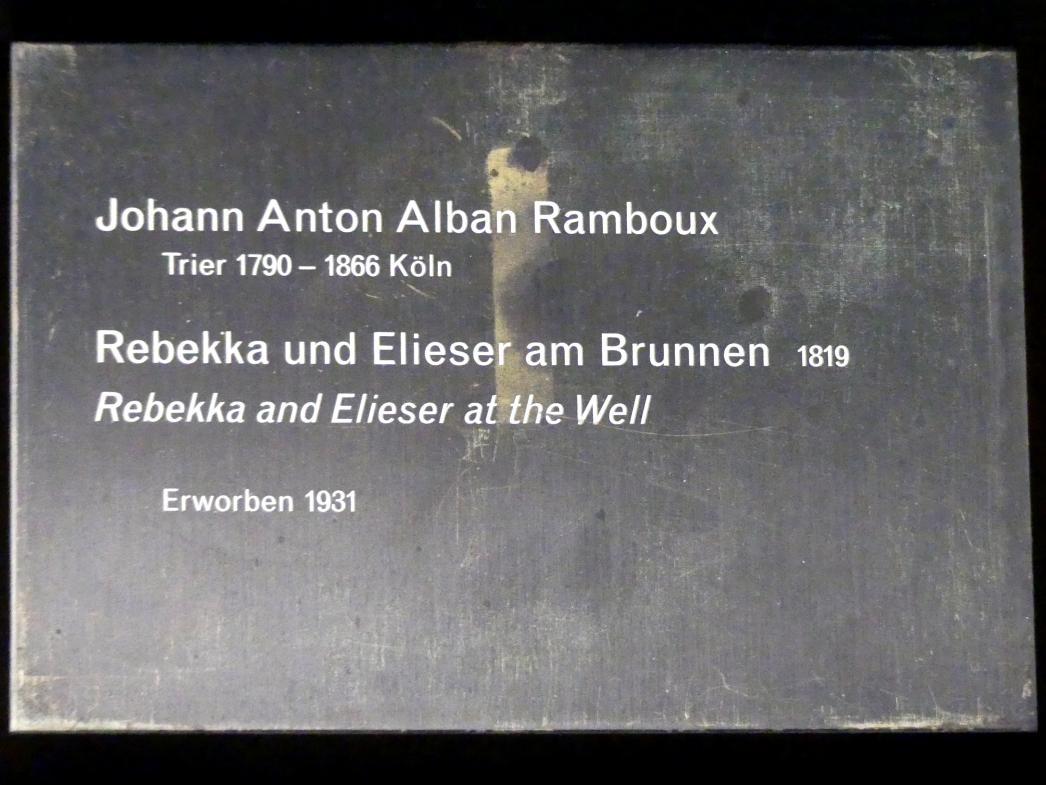 Johann Anton Alban Ramboux
Trier 1790 – 1866 Köln
Rebekka und Elieser am Brunnen 1819
Rebekka and Elieser at the Well
Erworben 1931